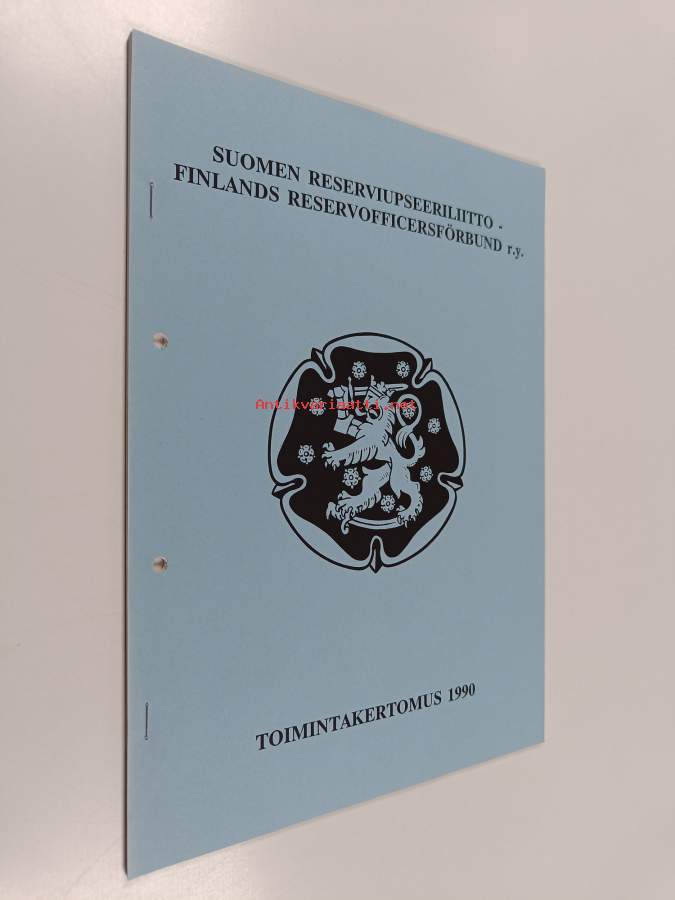 SUOMEN RESERVIUPSEERILIITTO -
FINLANDS RESERVOFFICERSFÖRBUND r.y.
Antikvariaatti.net
TOIMINTAKERTOMUS 1990